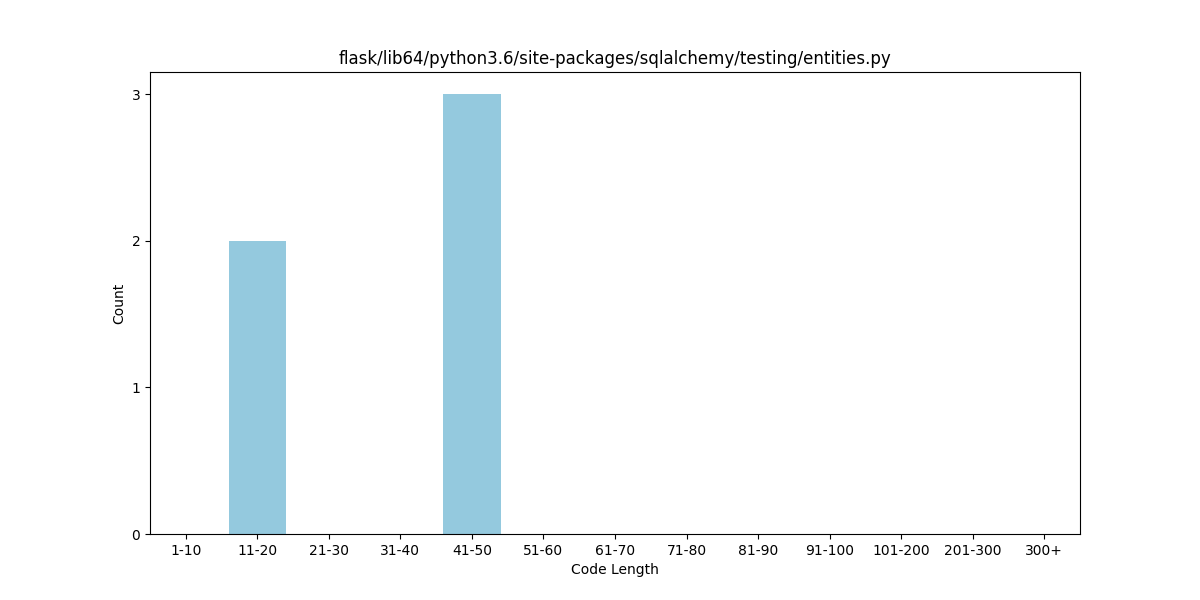 flask/lib64/python3.6/site-packages/sqlalchemy/testing/entities.py
Count
3
2
1
0
1-10 11-20 21-30 31-40 41-50 51-60 61-70 71-80 81-90 91-100 101-200 201-300 300+
Code Length